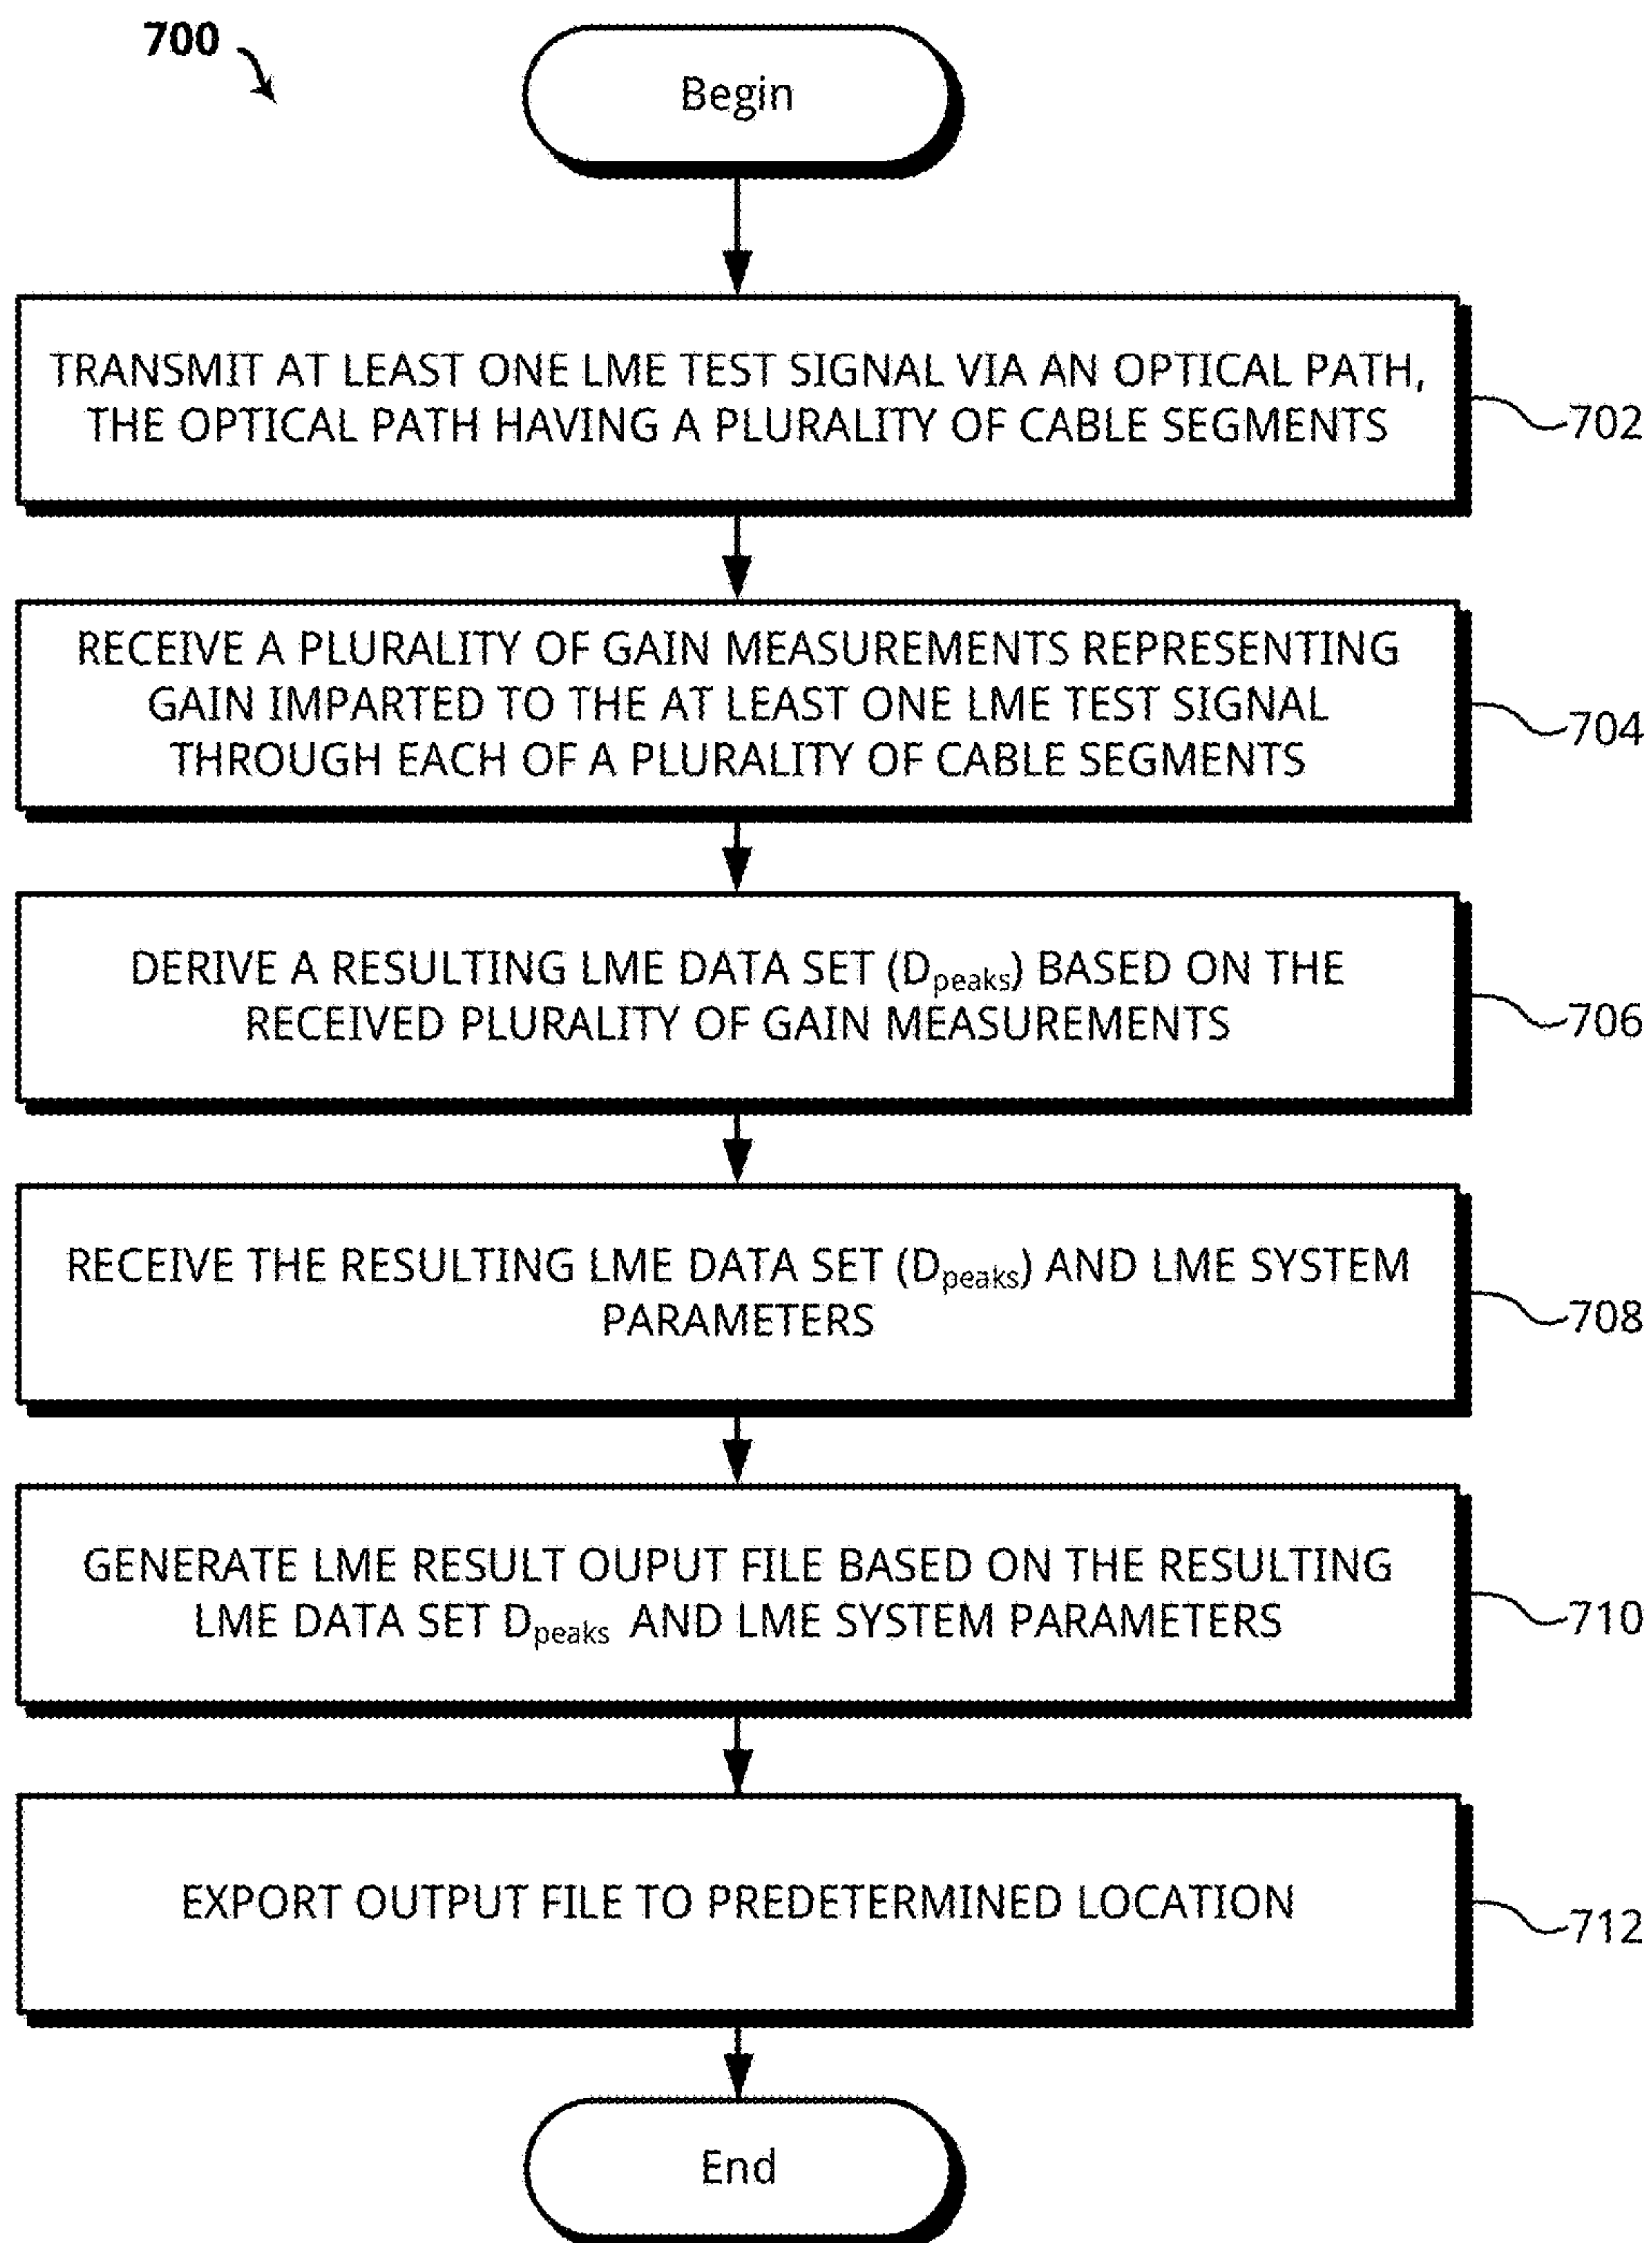 700
Begin
TRANSMIT AT LEAST ONE LME TEST SIGNAL VIA AN OPTICAL PATH,
THE OPTICAL PATH HAVING A PLURALITY OF CABLE SEGMENTS
702
RECEIVE A PLURALITY OF GAIN MEASUREMENTS REPRESENTING
GAIN IMPARTED TO THE AT LEAST ONE LME TEST SIGNAL
THROUGH EACH OF A PLURALITY OF CABLE SEGMENTS
704
DERIVE A RESULTING LME DATA SET (Dpeaks) BASED ON THE
RECEIVED PLURALITY OF GAIN MEASUREMENTS
706
RECEIVE THE RESULTING LME DATA SET (Dpeaks) AND LME SYSTEM
PARAMETERS
708
GENERATE LME RESULT OUPUT FILE BASED ON THE RESULTING
LME DATA SET Dpeaks AND LME SYSTEM PARAMETERS
710
EXPORT OUTPUT FILE TO PREDETERMINED LOCATION
712
End